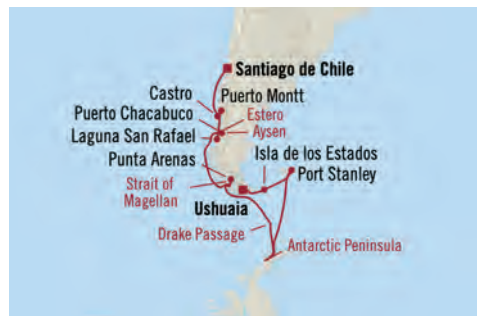 Santiago de Chile
Castro
Puerto Montt
Puerto Chacabuco
Estero
Aysen
Laguna San Rafael
Punta Arenas
Isla de los Estados
Port Stanley
Strait of
Magellan
Ushuaia
Drake Passage
Antarctic Peninsula